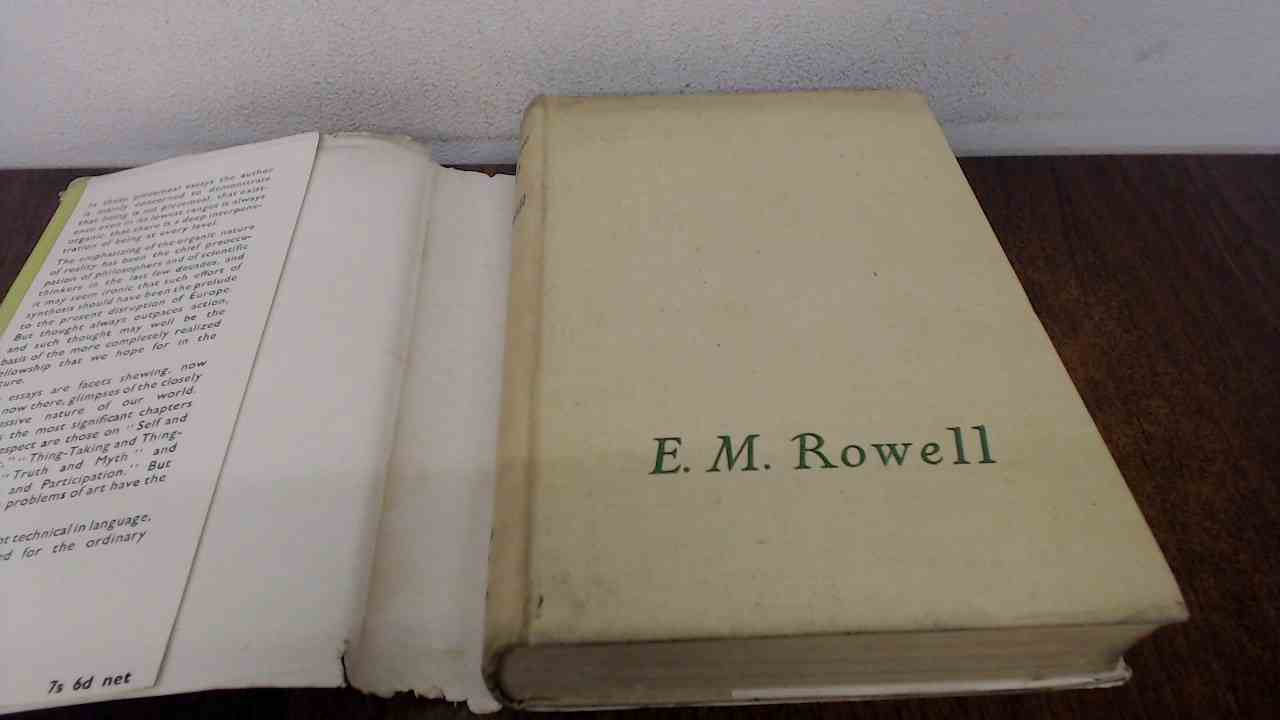 In these piecemeal essays the author
is mainly concerned to demonstrate
that being is not piecemeal, that exist-
ence even in its lowest ranges is always
organic, that there is a deep interpene-
tration of being at every level.
The emphasizing of the organic nature
of reality has been the chief preoccu-
pation of philosophers and of scientific
thinkers in the last few decades, and
it may seem ironic that such effort of
synthesis should have been the prelude
to the present disruption of Europe.
But thought always outpaces action,
and such thought may well be the
basis of the more completely realized
ellowship that we hope for in the
ture.
essays are facets shewing, now
now there, glimpses of the closely
essive nature of our world.
s the most significant chapters
espect are those on "Self and
," "Thing-Taking and Thing-
"Truth and Myth" and
and Participation." But
problems of art have the
ot technical in language,
ed for the ordinary
7s 6d net
E. M. Rowell